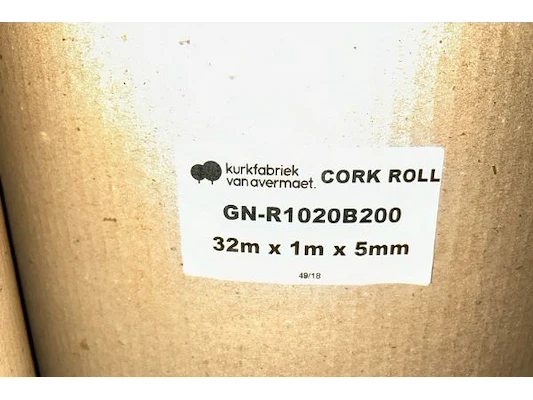 kurkfabriek
vanavermaet. CORK ROLL
GN-R1020B200
32m x 1m x 5mm
49/18